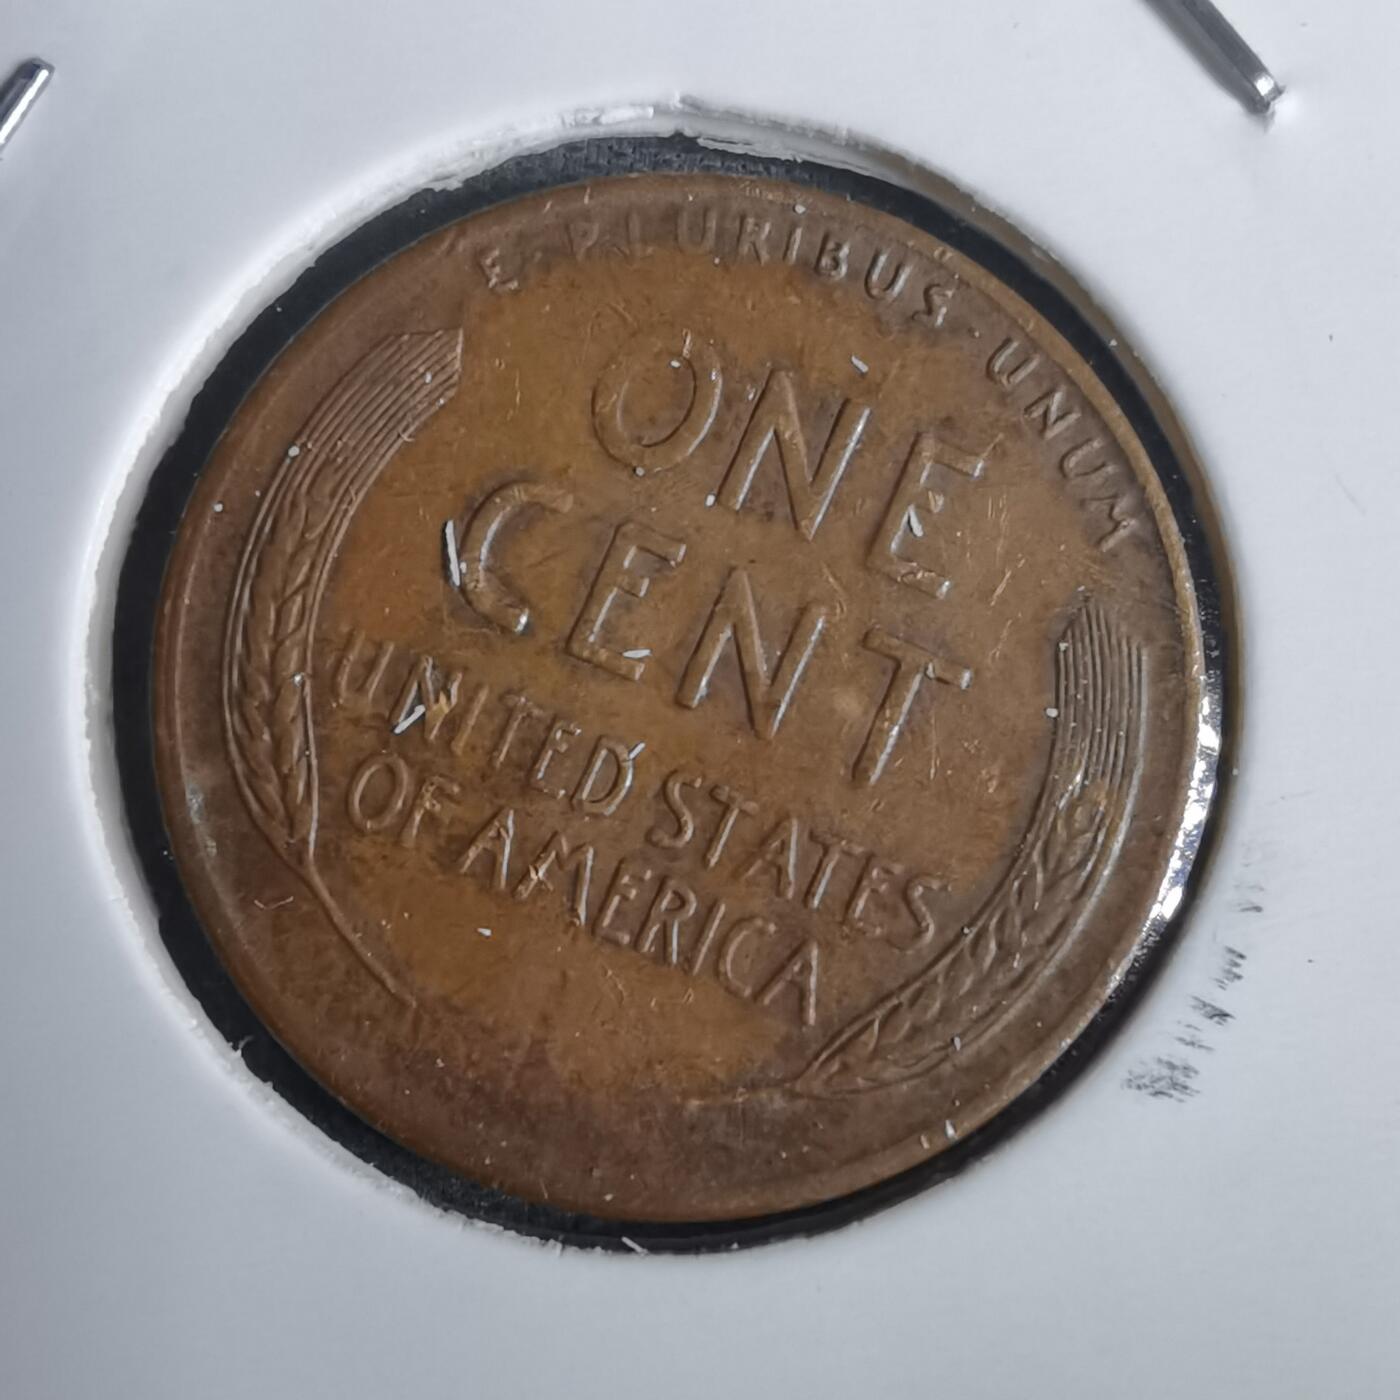 E·PLURIBUS·UNUM
ONE
CENT
UNITED STATES
OF AMERICA